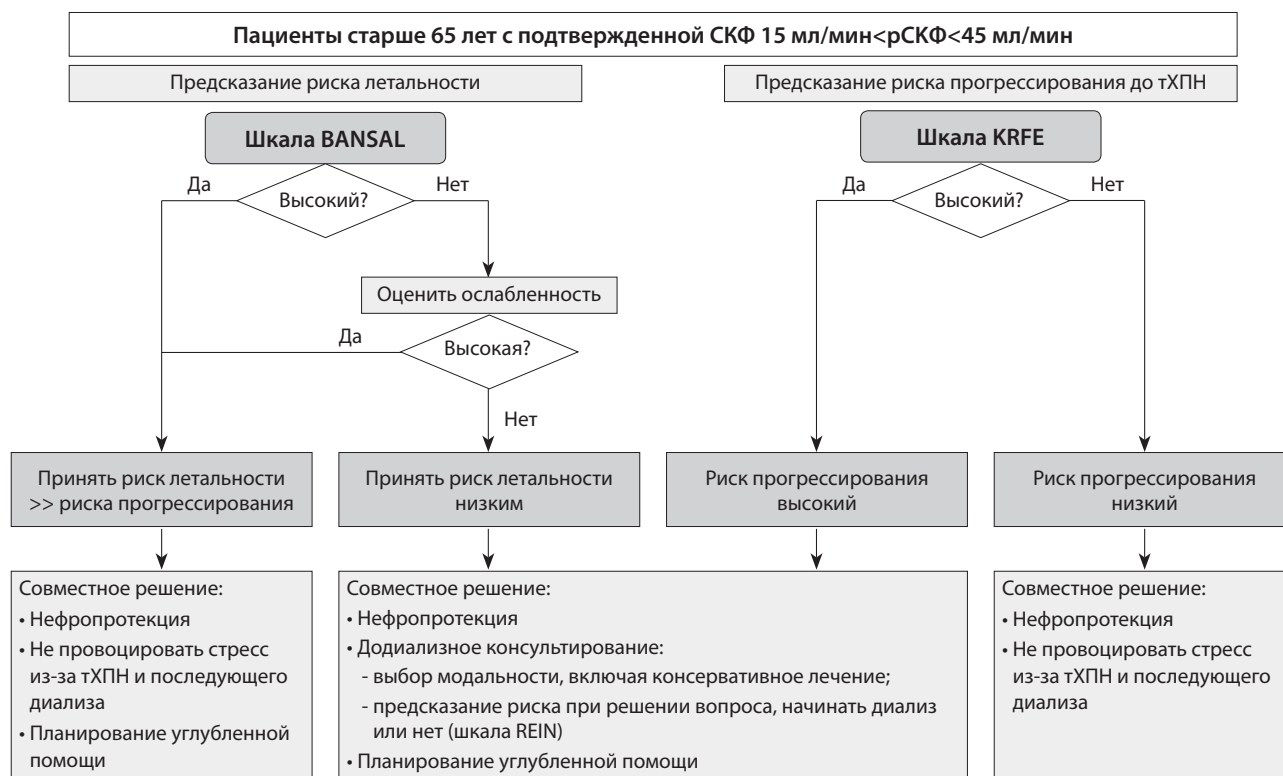 Пациенты старше 65 лет с подтвержденной СКФ 15 мл/мин<рСКФ<45 мл/мин
Предсказание риска летальности
Предсказание риска прогрессирования до тХПН
Шкала BANSAL
Шкала KRFE
Да
Высокий?
Нет
Да
Высокий?
Нет
Оценить ослабленность
Да
Высокая?
Нет
Принять риск летальности
>> риска прогрессирования
Принять риск летальности
низким
Риск прогрессирования
высокий
Риск прогрессирования
низкий
Совместное решение:
• Нефропротекция
• Не провоцировать стресс
из-за тХПН и последующего
диализа
• Планирование углубленной
помощи
Совместное решение:
• Нефропротекция
• Додиализное консультирование:
- выбор модальности, включая консервативное лечение;
- предсказание риска при решении вопроса, начинать диализ
или нет (шкала REIN)
• Планирование углубленной помощи
Совместное решение:
• Нефропротекция
• Не провоцировать стресс
из-за тХПН и последующего
диализа